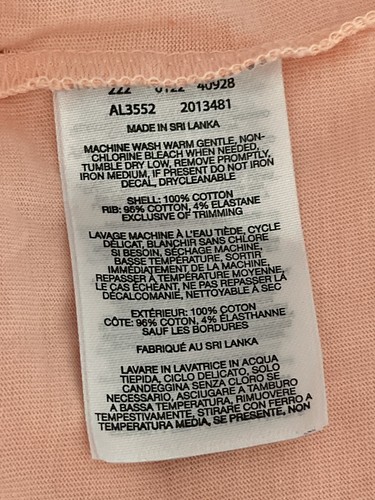 222 0122 40928
AL3552 2013481
MADE IN SRI LANKA
MACHINE WASH WARM GENTLE, NON-
CHLORINE BLEACH WHEN NEEDED,
TUMBLE DRY LOW, REMOVE PROMPTLY,
IRON MEDIUM, IF PRESENT DO NOT IRON
DECAL, DRYCLEANABLE
SHELL: 100% COTTON
RIB: 96% COTTON, 4% ELASTANE
EXCLUSIVE OF TRIMMING
LAVAGE MACHINE À L'EAU TIÈDE, CYCLE
DÉLICAT, BLANCHIR SANS CHLORE
SI BESOIN, SÉCHAGE MACHINE,
BASSE TEMPÉRATURE, SORTIR
IMMÉDIATEMENT DE LA MACHINE,
REPASSER À TEMPÉRATURE MOYENNE,
LE CAS ÉCHÉANT, NE PAS REPASSER LA
DÉCALCOMANIE, NETTOYABLE À SEC
EXTÉRIEUR: 100% COTON
CÔTE: 96% COTON, 4% ÉLASTHANNE
SAUF LES BORDURES
FABRIQUÉ AU SRI LANKA
LAVARE IN LAVATRICE IN ACQUA
TIEPIDA, CICLO DELICATO, SOLO
CANDEGGINA SENZA CLORO SE
NECESSARIO, ASCIUGARE A TAMBURO
A BASSA TEMPERATURA, RIMUOVERE
TEMPESTIVAMENTE, STIRARE CON FERRO A
TEMPERATURA MEDIA, SE PRESENTE, NON